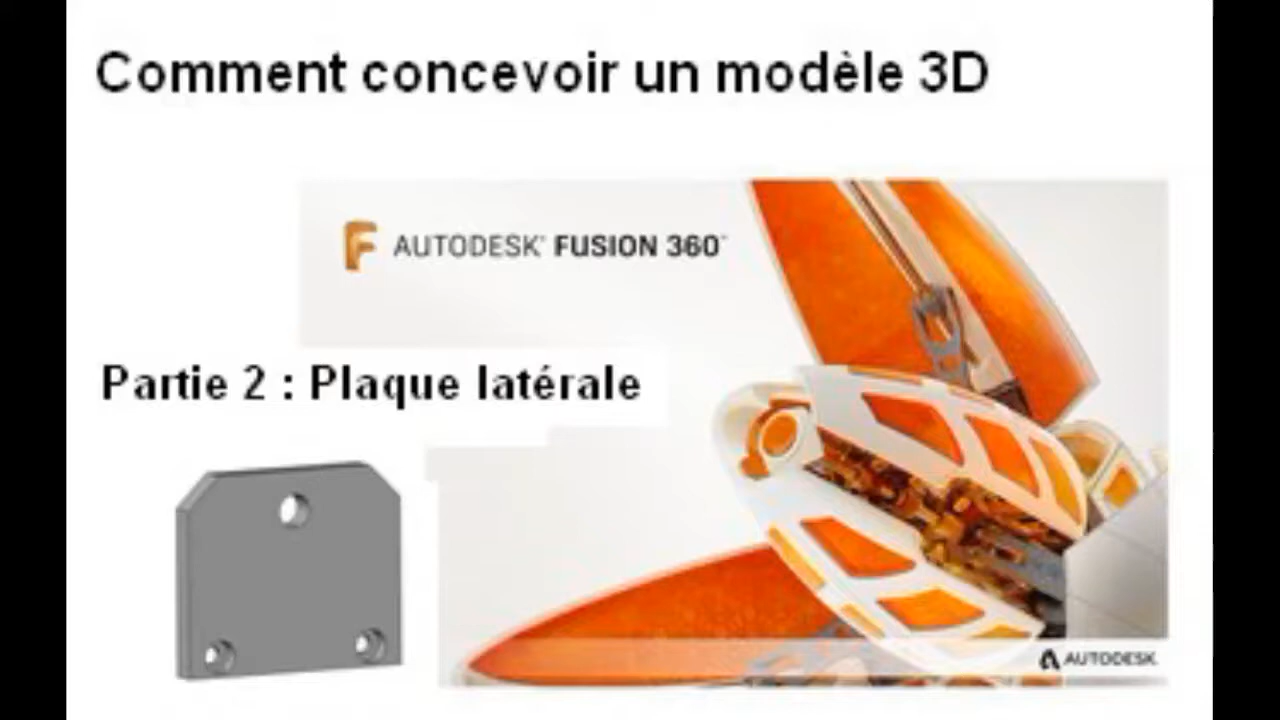 Comment concevoir un modèle 3D
AUTODESK® FUSION 360™
Partie 2 : Plaque latérale
AUTODESK.